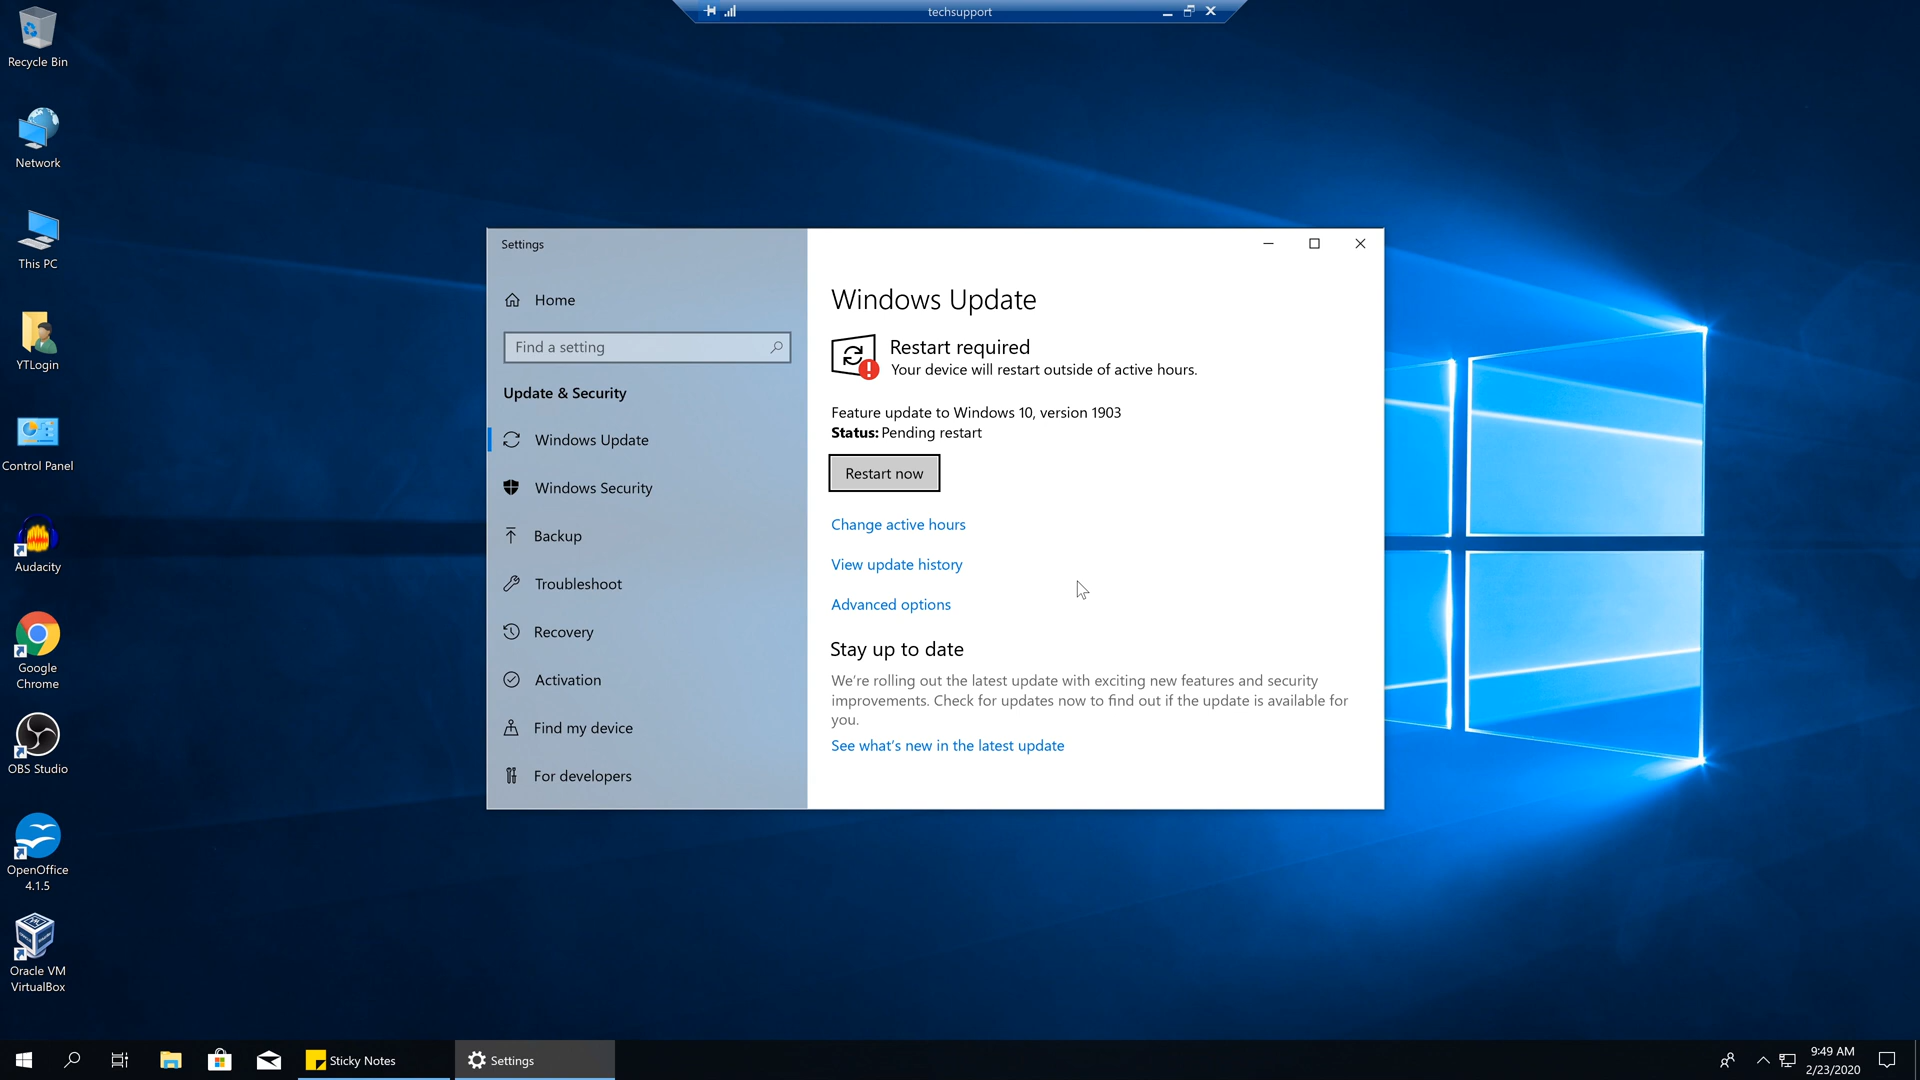 techsupport
Recycle Bin
Network
This PC
YTLogin
Control Panel
Audacity
Google
Chrome
OBS Studio
OpenOffice
4.1.5
Oracle VM
VirtualBox
Settings
Home
Find a setting
Update & Security
Windows Update
Windows Security
Backup
Troubleshoot
Recovery
Activation
Find my device
For developers
Windows Update
Restart required
Your device will restart outside of active hours.
Feature update to Windows 10, version 1903
Status: Pending restart
Restart now
Change active hours
View update history
Advanced options
Stay up to date
We're rolling out the latest update with exciting new features and security
improvements. Check for updates now to find out if the update is available for
you.
See what's new in the latest update
Sticky Notes
Settings
9:49 AM
2/23/2020